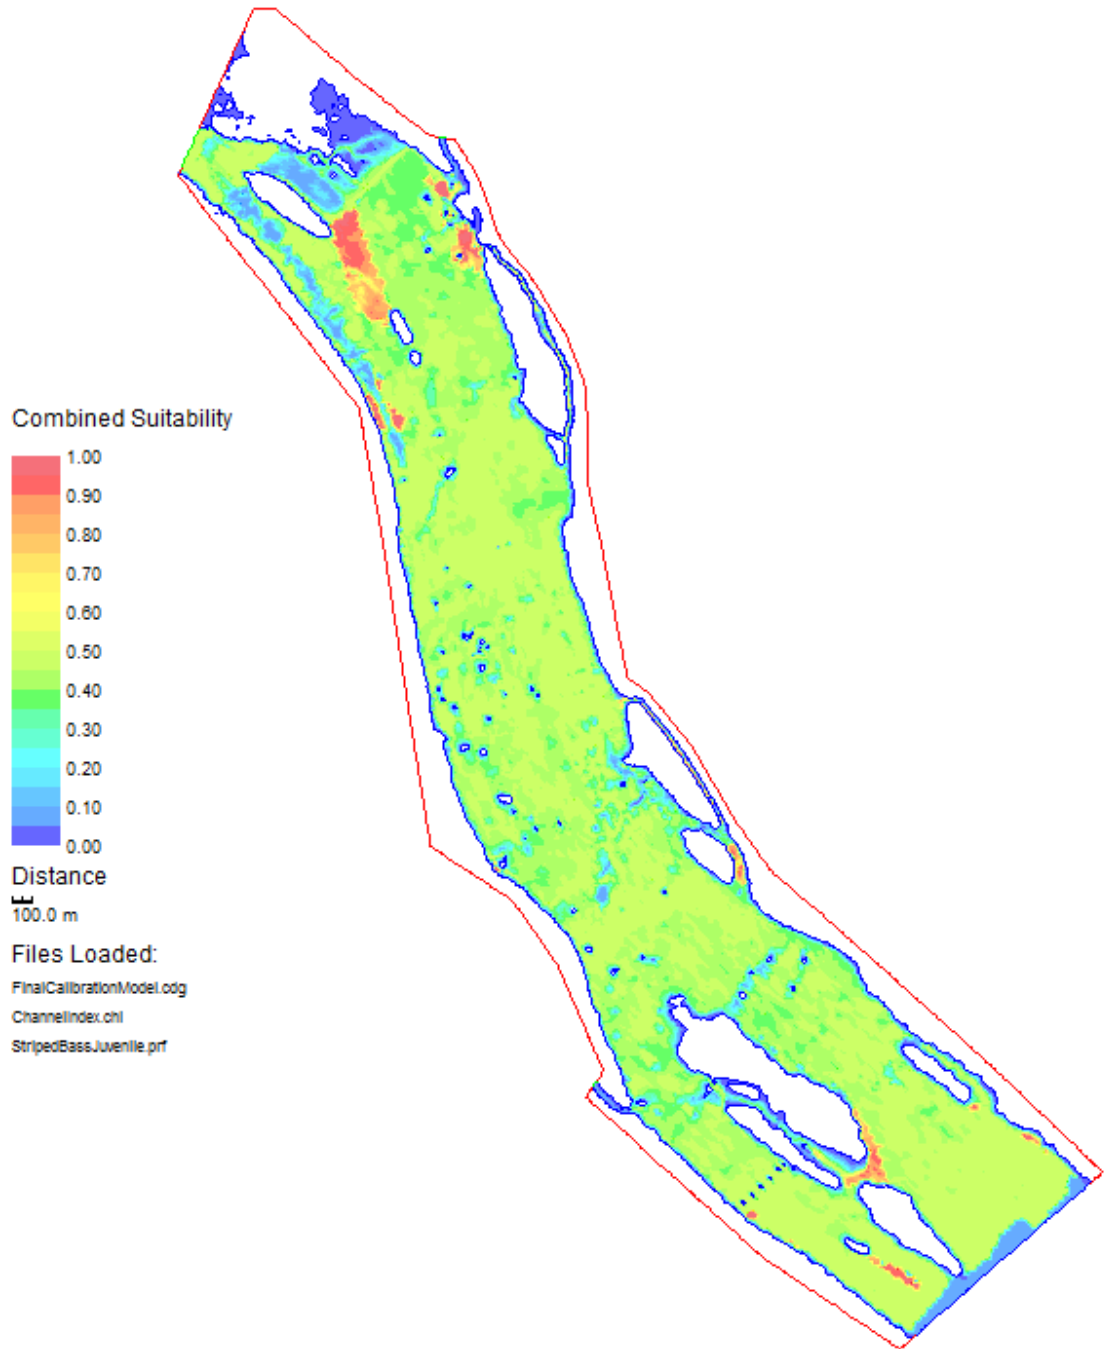 Combined Suitability
1.00
0.90
0.80
0.70
0.60
0.50
0.40
0.30
0.20
0.10
0.00
Distance
100.0 m
Files Loaded:
FinalCalibrationModel.cdg
ChannelIndex.chi
StripedBassJuvenile.prf